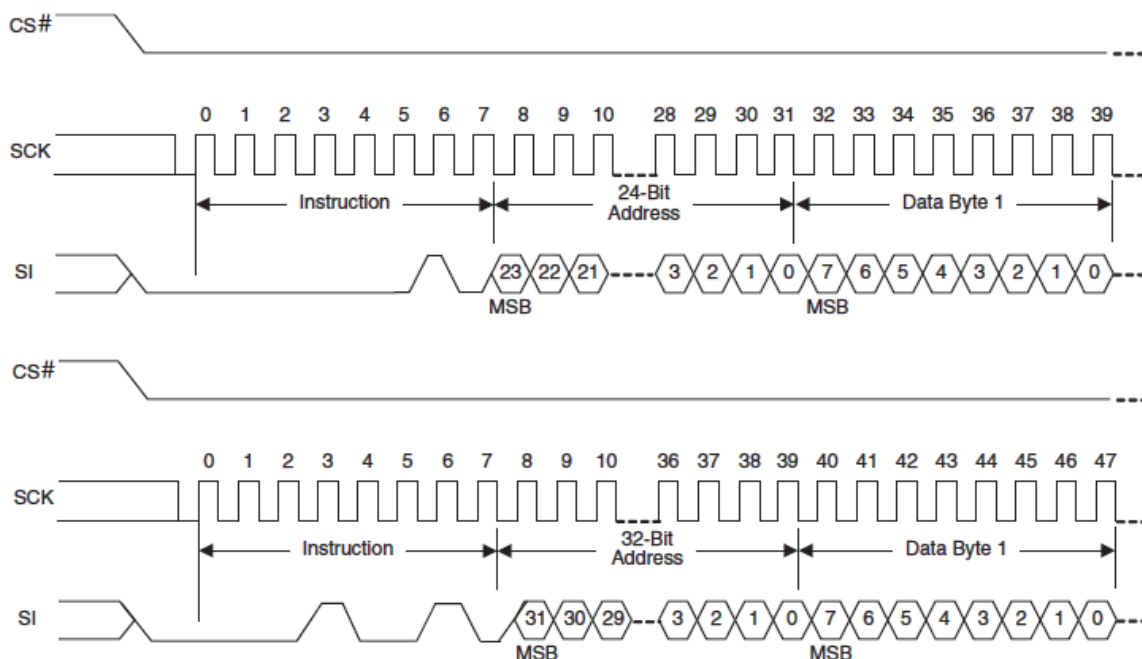 CS#
0 1 2 3 4 5 6 7 8 9 10 28 29 30 31 32 33 34 35 36 37 38 39
SCK
Instruction 24-Bit Address Data Byte 1
SI 23 22 21 3 2 1 0 7 6 5 4 3 2 1 0
MSB MSB
CS#
0 1 2 3 4 5 6 7 8 9 10 36 37 38 39 40 41 42 43 44 45 46 47
SCK
Instruction 32-Bit Address Data Byte 1
SI 31 30 29 3 2 1 0 7 6 5 4 3 2 1 0
MSB MSB